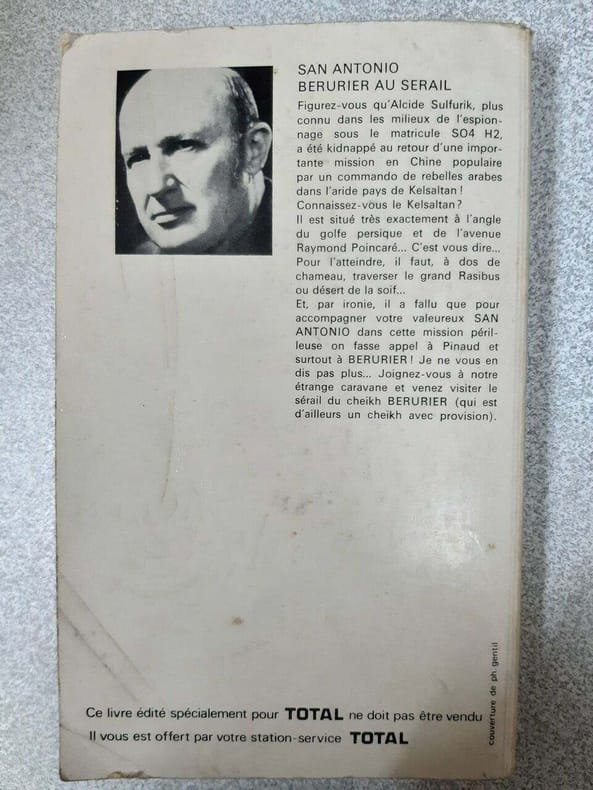 SAN ANTONIO
BERURIER AU SERAIL
Figurez-vous qu'Alcide Sulfurik, plus
connu dans les milieux de l'espion-
nage sous le matricule SO4 H2,
a été kidnappé au retour d'une impor-
tante mission en Chine populaire
par un commando de rebelles arabes
dans l'aride pays de Kelsaltan !
Connaissez-vous le Kelsaltan ?
Il est situé très exactement à l'angle
du golfe persique et de l'avenue
Raymond Poincaré... C'est vous dire...
Pour l'atteindre, il faut, à dos de
chameau, traverser le grand Rasibus
ou désert de la soif...
Et, par ironie, il a fallu que pour
accompagner votre valeureux SAN
ANTONIO dans cette mission péril-
leuse on fasse appel à Pinaud et
surtout à BERURIER ! Je ne vous en
dis pas plus... Joignez-vous à notre
étrange caravane et venez visiter le
sérail du cheikh BERURIER (qui est
d'ailleurs un cheikh avec provision).
couverture de ph gentil
Ce livre édité spécialement pour TOTAL ne doit pas être vendu
Il vous est offert par votre station-service TOTAL